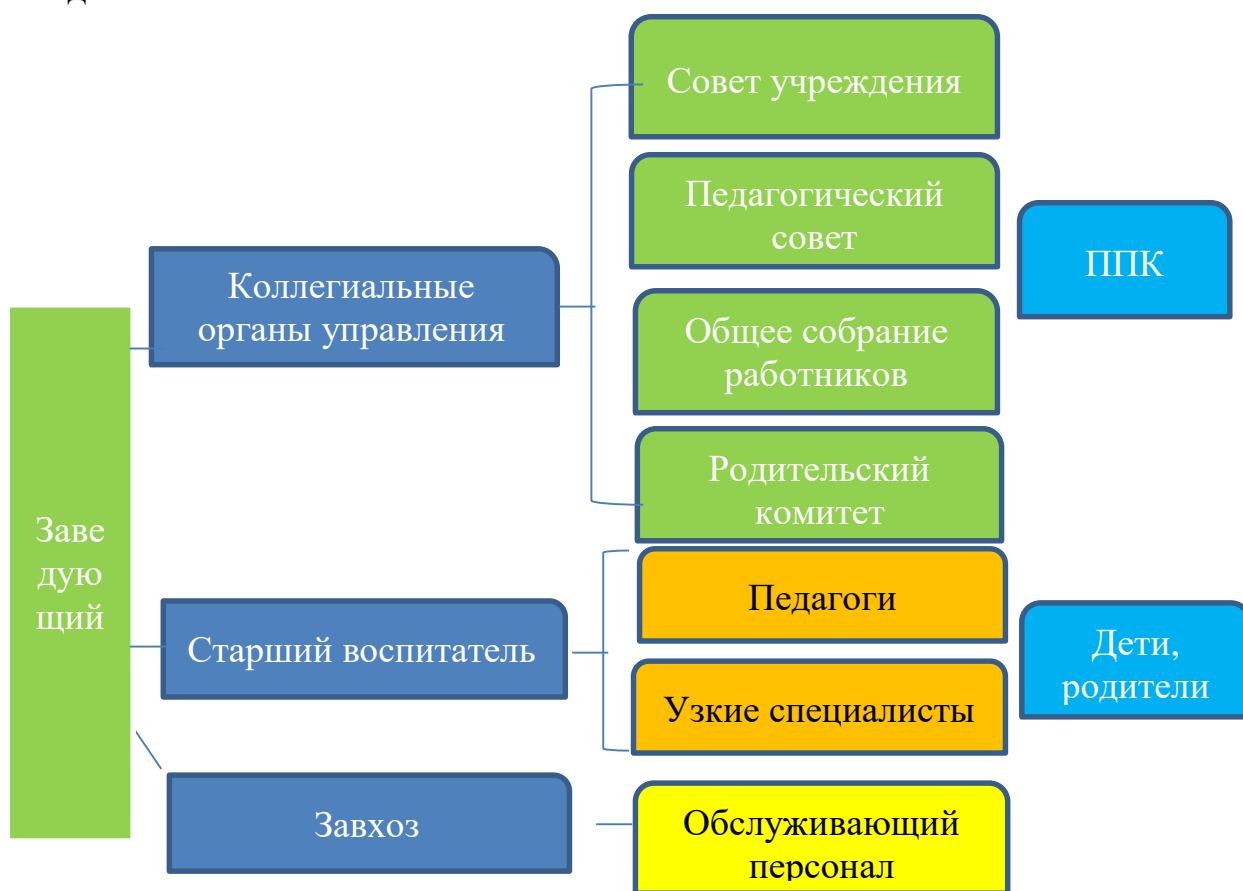 Совет учреждения
Педагогический
совет
ППК
Коллегиальные
органы управления
Общее собрание
работников
Родительский
комитет
Заве
дую
щий
Педагоги
Старший воспитатель
Дети,
родители
Узкие специалисты
Завхоз
Обслуживающий
персонал